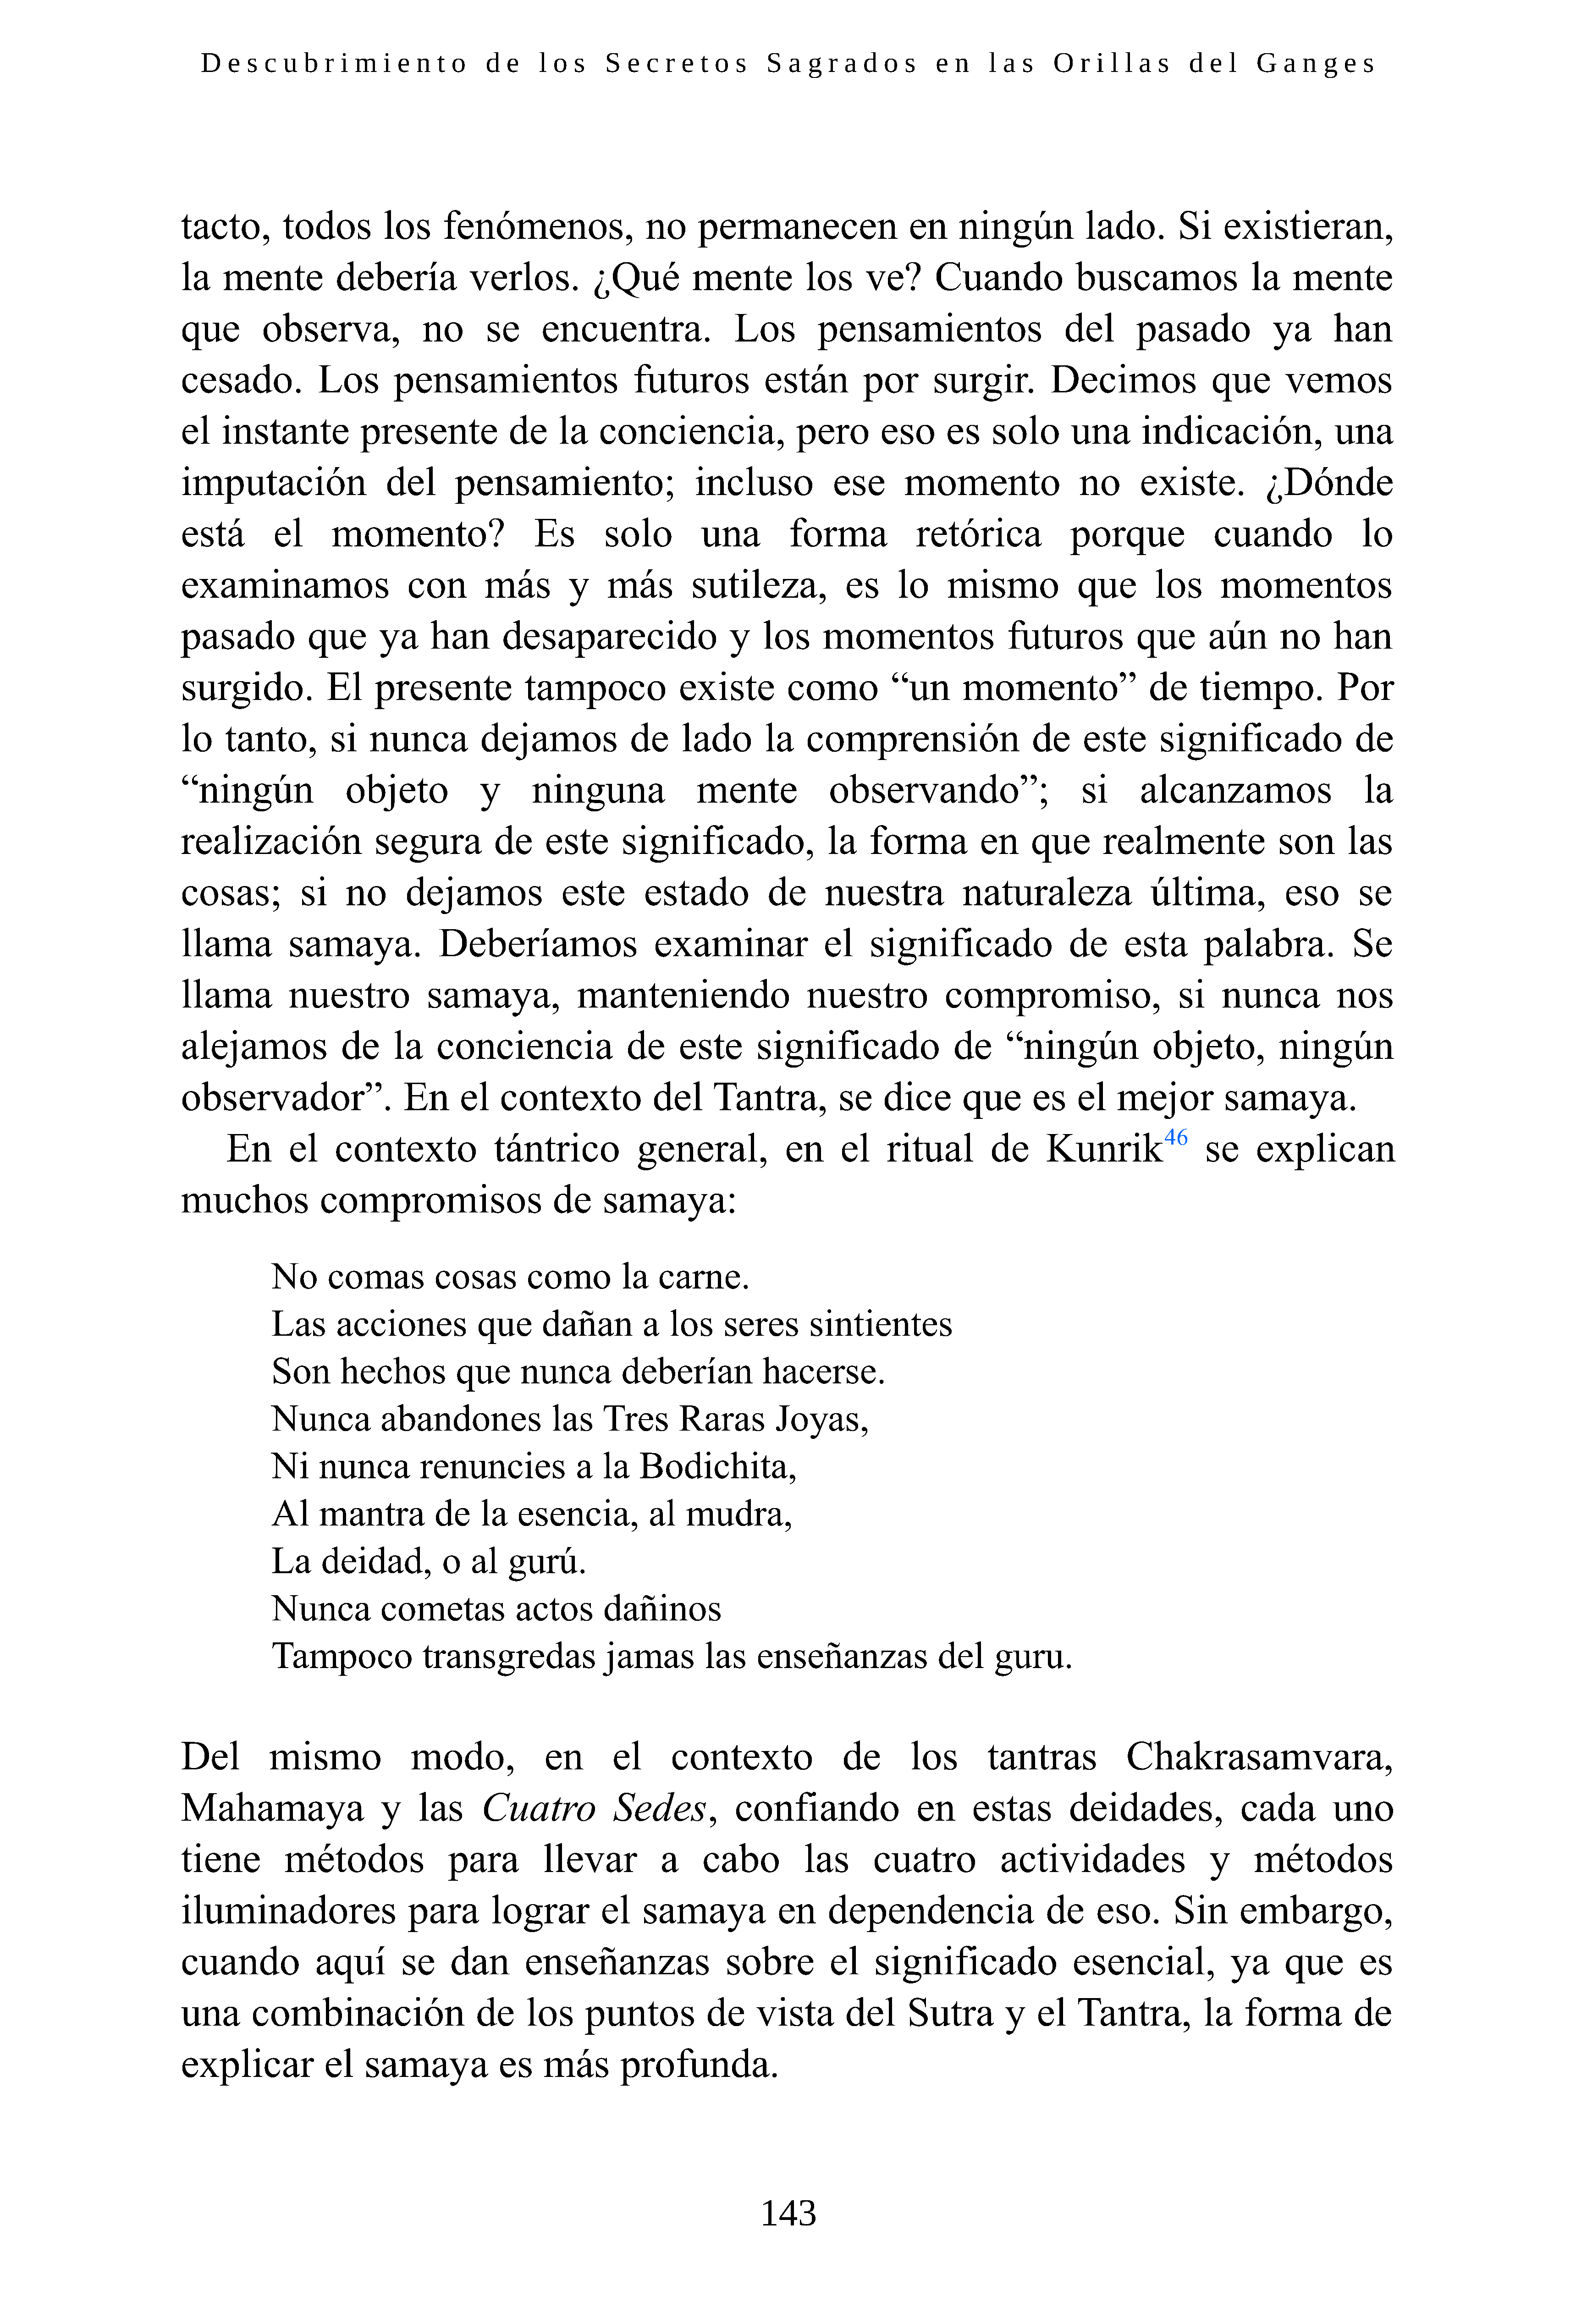 Descubrimiento de los Secretos Sagrados en las Orillas del Ganges
tacto, todos los fenómenos, no permanecen en ningún lado. Si existieran,
la mente debería verlos. ¿Qué mente los ve? Cuando buscamos la mente
que observa, no se encuentra. Los pensamientos del pasado ya han
cesado. Los pensamientos futuros están por surgir. Decimos que vemos
el instante presente de la conciencia, pero eso es solo una indicación, una
imputación del pensamiento; incluso ese momento no existe. ¿Dónde
está el momento? Es solo una forma retórica porque cuando lo
examinamos con más y más sutileza, es lo mismo que los momentos
pasado que ya han desaparecido y los momentos futuros que aún no han
surgido. El presente tampoco existe como “un momento” de tiempo. Por
lo tanto, si nunca dejamos de lado la comprensión de este significado de
“ningún objeto y ninguna mente observando”; si alcanzamos la
realización segura de este significado, la forma en que realmente son las
cosas; si no dejamos este estado de nuestra naturaleza última, eso se
llama samaya. Deberíamos examinar el significado de esta palabra. Se
llama nuestro samaya, manteniendo nuestro compromiso, si nunca nos
alejamos de la conciencia de este significado de “ningún objeto, ningún
observador”. En el contexto del Tantra, se dice que es el mejor samaya.
En el contexto tántrico general, en el ritual de Kunrik46 se explican
muchos compromisos de samaya:
No comas cosas como la carne.
Las acciones que dañan a los seres sintientes
Son hechos que nunca deberían hacerse.
Nunca abandones las Tres Raras Joyas,
Ni nunca renuncies a la Bodichita,
Al mantra de la esencia, al mudra,
La deidad, o al gurú.
Nunca cometas actos dañinos
Tampoco transgredas jamas las enseñanzas del guru.
Del mismo modo, en el contexto de los tantras Chakrasamvara,
Mahamaya y las Cuatro Sedes, confiando en estas deidades, cada uno
tiene métodos para llevar a cabo las cuatro actividades y métodos
iluminadores para lograr el samaya en dependencia de eso. Sin embargo,
cuando aquí se dan enseñanzas sobre el significado esencial, ya que es
una combinación de los puntos de vista del Sutra y el Tantra, la forma de
explicar el samaya es más profunda.
143